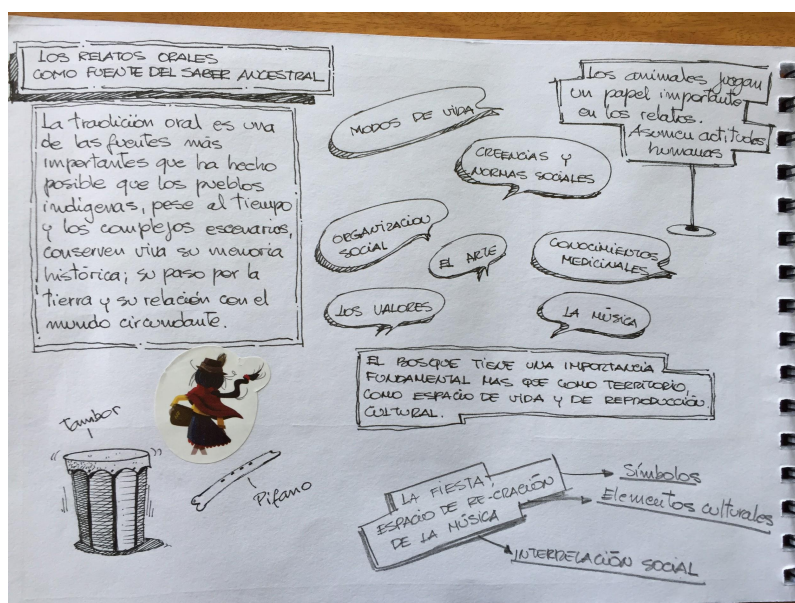 LOS RELATOS ORALES
COMO FUENTE DEL SABER ANCESTRAL
La tradición oral es una
de las fuentes más
importantes que ha hecho
posible que los pueblos
indígenas, pese al tiempo
y los complejos escenarios,
conserven viva su memoria
histórica; su paso por la
tierra y su relación con el
mundo circundante.
Tambor
Pifano
MODOS DE VIDA
CREENCIAS Y
NORMAS SOCIALES
ORGANIZACION
SOCIAL
EL ARTE
CONOCIMIENTOS
MEDICINALES
LOS VALORES
LA MÚSICA
Los animales juegan
un papel importante
en los relatos.
Asumen actitudes
humanas
EL BOSQUE TIENE UNA IMPORTANCIA
FUNDAMENTAL MAS QUE COMO TERRITORIO,
COMO ESPACIO DE VIDA Y DE REPRODUCCIÓN
CULTURAL.
LA FIESTA,
ESPACIO DE RE-CRACIÓN
DE LA MÚSICA
Símbolos
Elementos culturales
INTERRELACIÓN SOCIAL